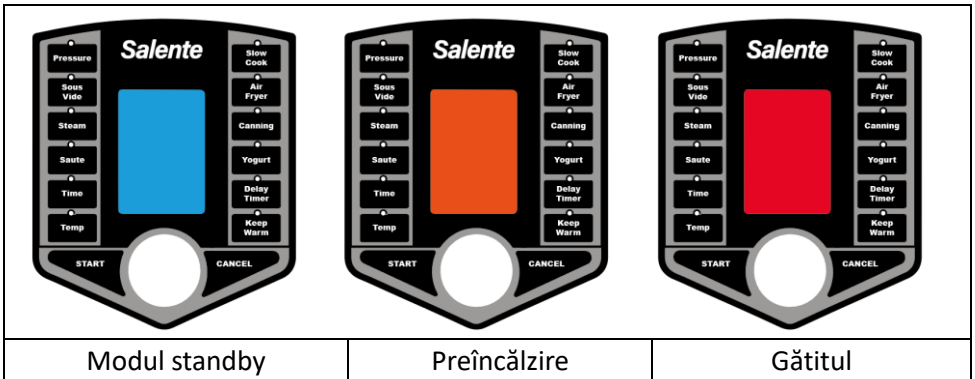 Salente
Pressure
Sous
Vide
Steam
Saute
Time
Temp
Slow
Cook
Air
Fryer
Canning
Yogurt
Delay
Timer
Keep
Warm
START
CANCEL
Salente
Pressure
Sous
Vide
Steam
Saute
Time
Temp
Slow
Cook
Air
Fryer
Canning
Yogurt
Delay
Timer
Keep
Warm
START
CANCEL
Salente
Pressure
Sous
Vide
Steam
Saute
Time
Temp
Slow
Cook
Air
Fryer
Canning
Yogurt
Delay
Timer
Keep
Warm
START
CANCEL
Modul standby
Preîncălzire
Gătitul